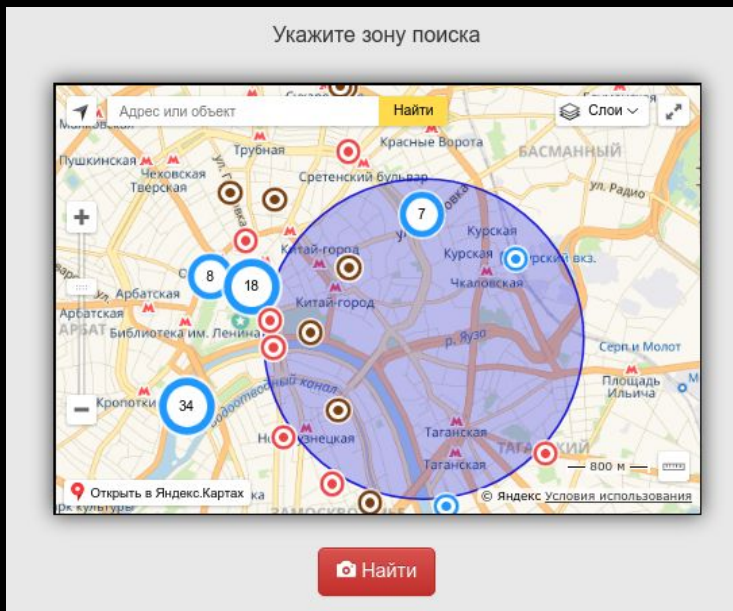 Укажите зону поиска
Адрес или объект
Найти
Слои
Красные Ворота
Трубная
БАСМАННЫЙ
Пушкинская
Чеховская
Тверская
Сретенский бульвар
ул. Радио
Китай-город
7
Курская
Курская
Чкаловская
8
18
Арбатская
Арбатская
Китай-город
АРБАТ
Библиотека им. Ленина
р. Яуза
Серп и Молот
Площадь
Ильича
34
Таганская
Таганская
800 м
Открыть в Яндекс.Картах
© Яндекс Условия использования
Найти